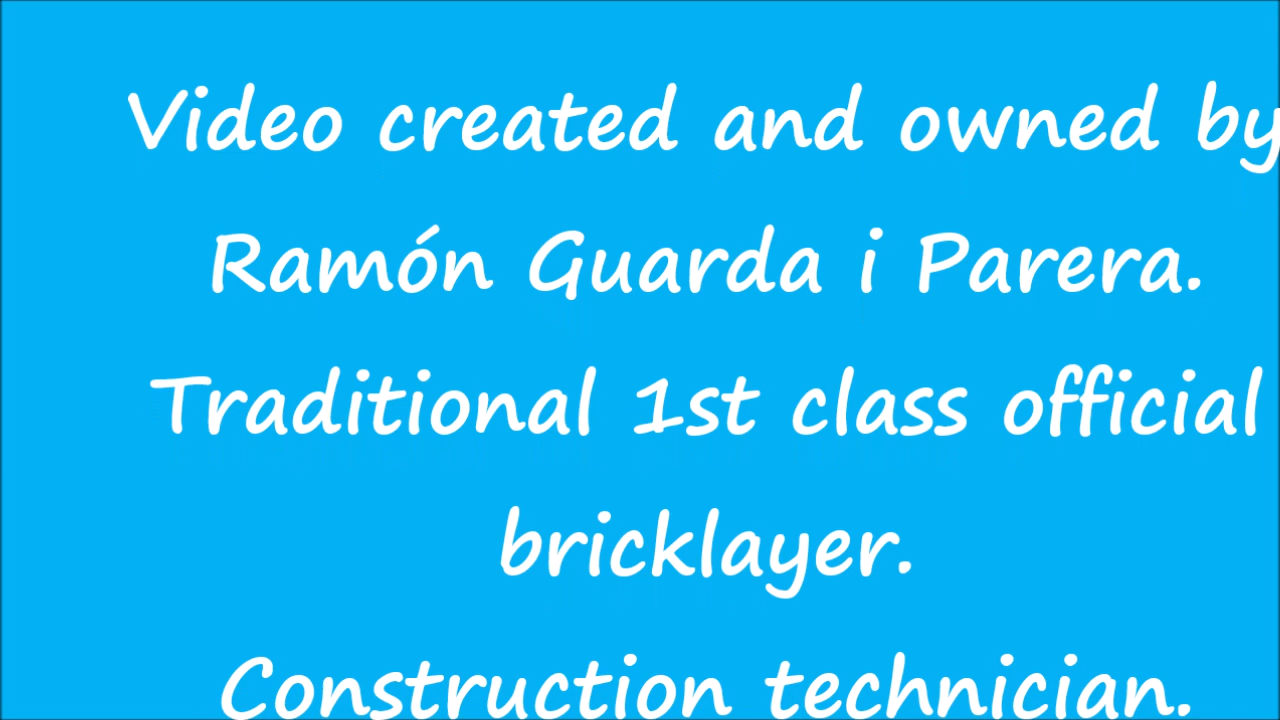 Video created and owned by
Ramón Guarda i Parera.
Traditional 1st class official
bricklayer.
Construction technician.